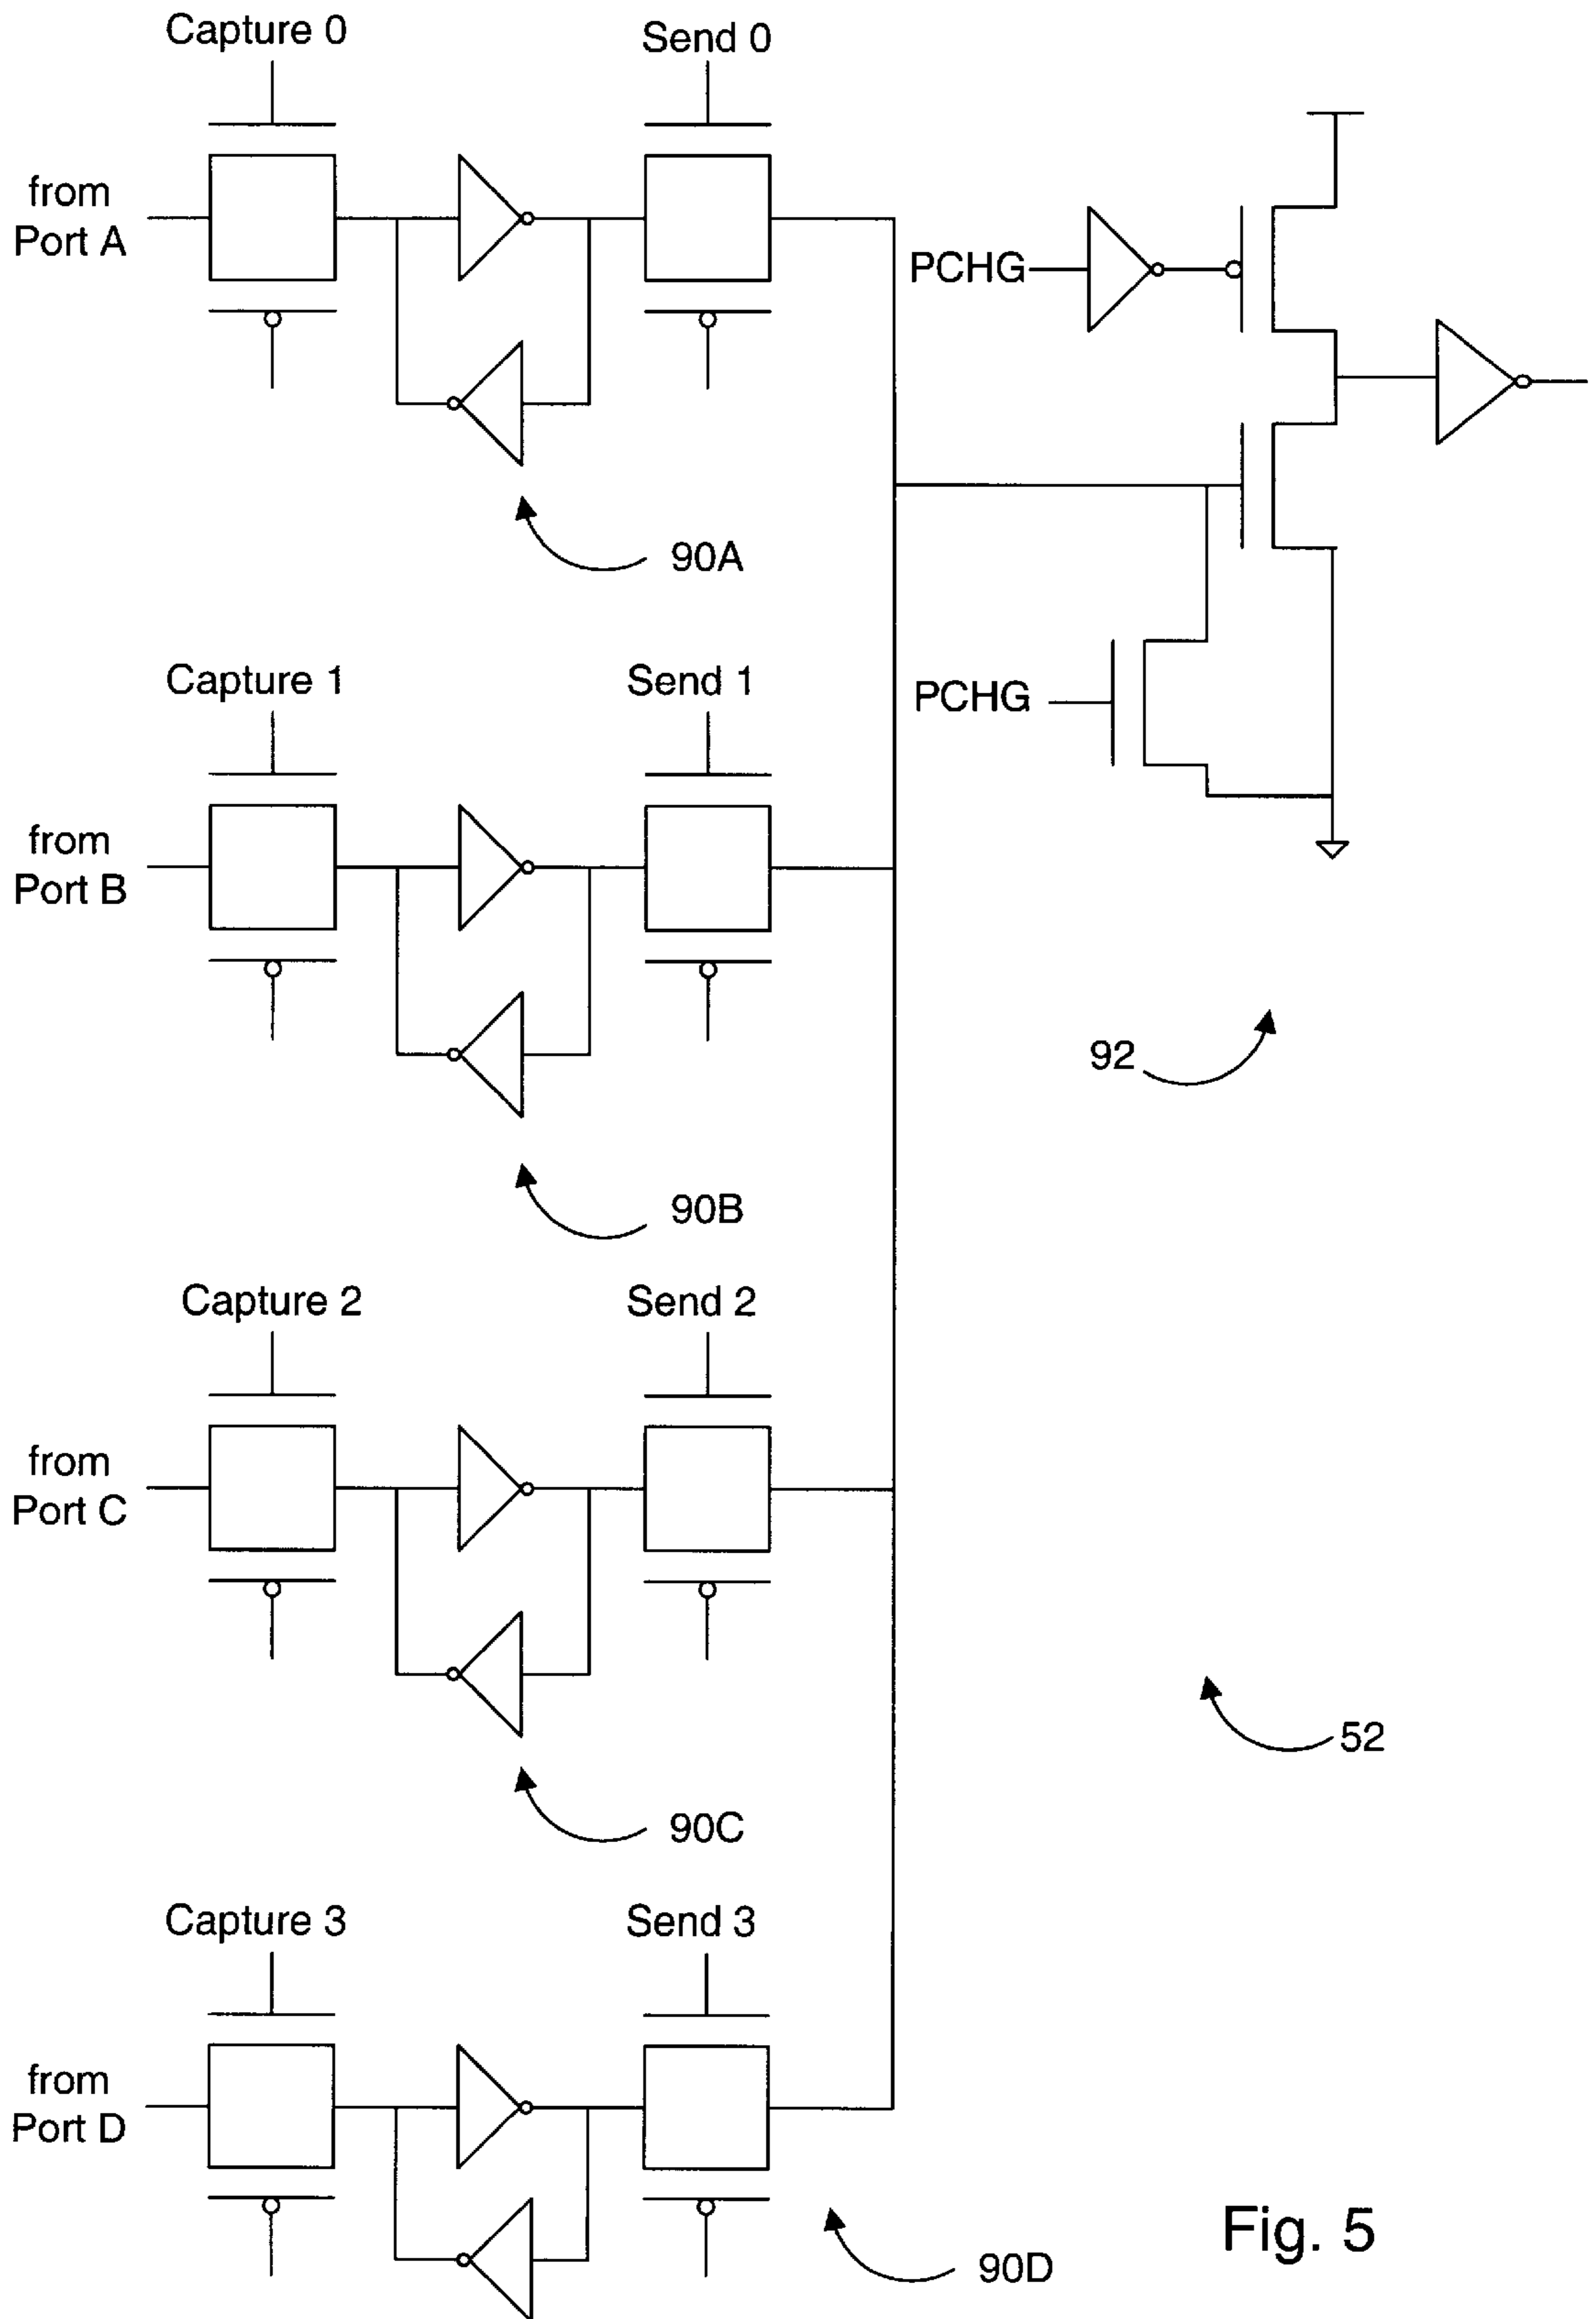 Capture 0
Send 0
from
Port A
PCHG
90A
Capture 1
Send 1
PCHG
from
Port B
92
90B
Capture 2
Send 2
from
Port C
52
90C
Capture 3
Send 3
from
Port D
90D
Fig. 5